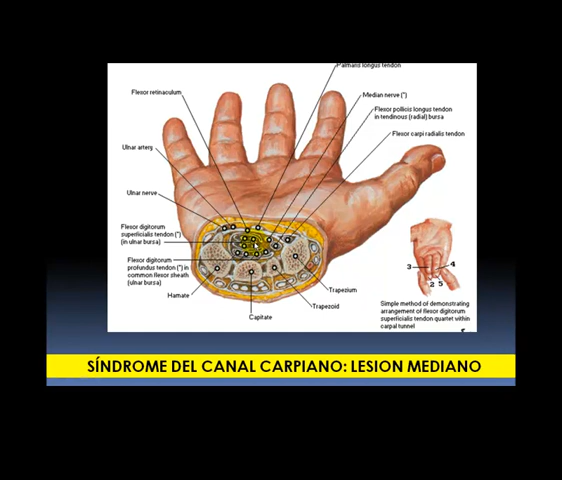 Palmaris longus tendon
Flexor retinaculum
Median nerve (*)
Flexor pollicis longus tendon
in tendinous (radial) bursa
Flexor carpi radialis tendon
Ulnar artery
Ulnar nerve
Flexor digitorum
superficialis tendon (*)
(in ulnar bursa)
Flexor digitorum
profundus tendon (*) in
common flexor sheath
(ulnar bursa)
Hamate
Capitate
Trapezoid
Trapezium
3
4
2
5
Simple method of demonstrating
arrangement of flexor digitorum
superficialis tendon quartet within
carpal tunnel
SÍNDROME DEL CANAL CARPIANO: LESION MEDIANO